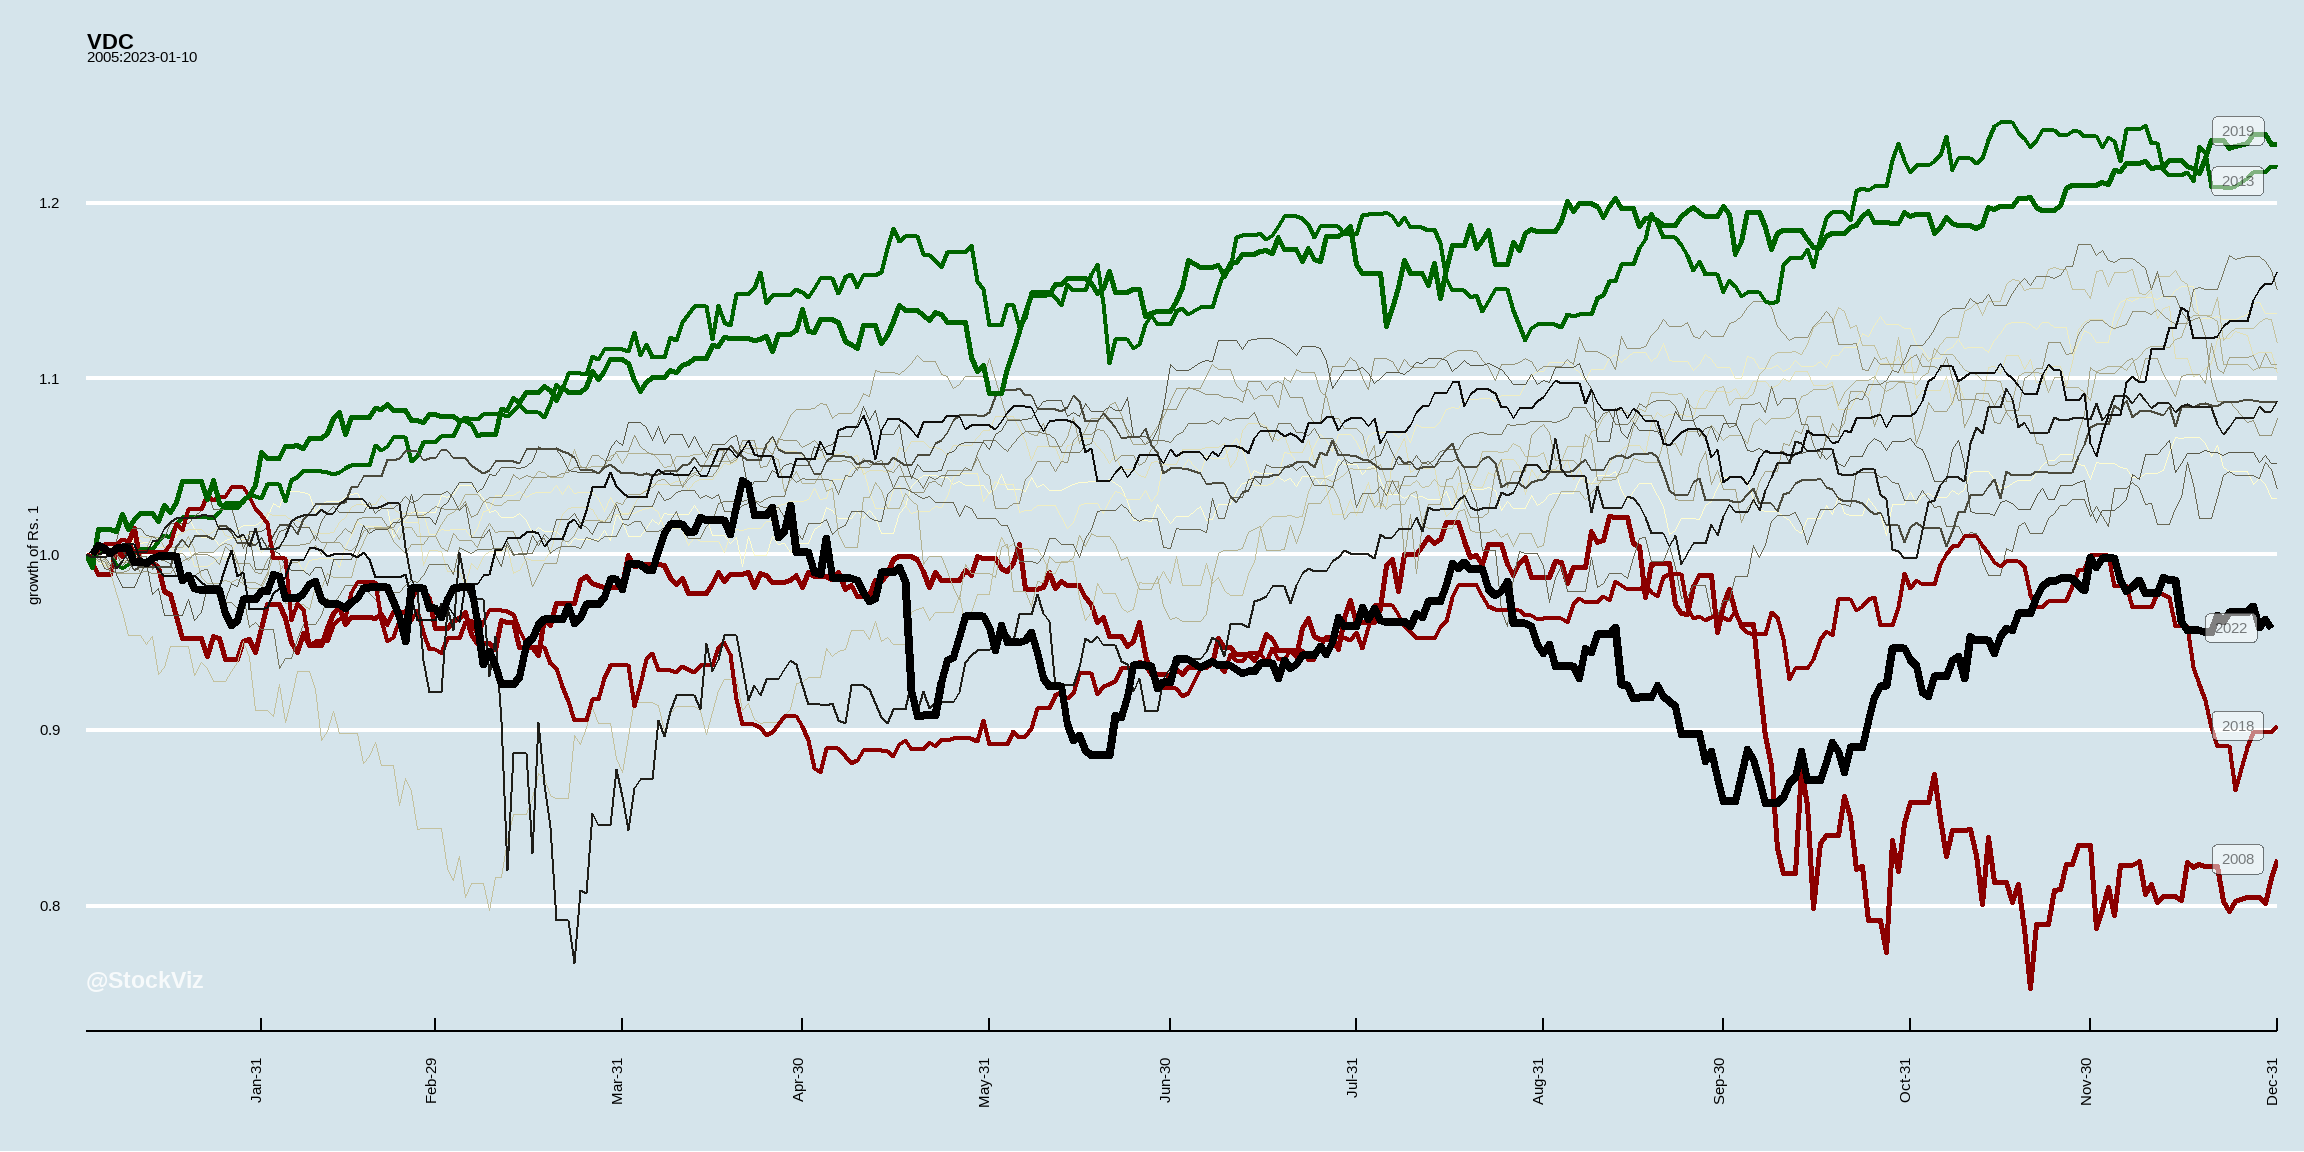 VDC
2005:2023-01-10
growth of Rs. 1
1.2
1.1
1.0
0.9
0.8
2019
2013
2022
2018
2008
@StockViz
Jan-31
Feb-29
Mar-31
Apr-30
May-31
Jun-30
Jul-31
Aug-31
Sep-30
Oct-31
Nov-30
Dec-31